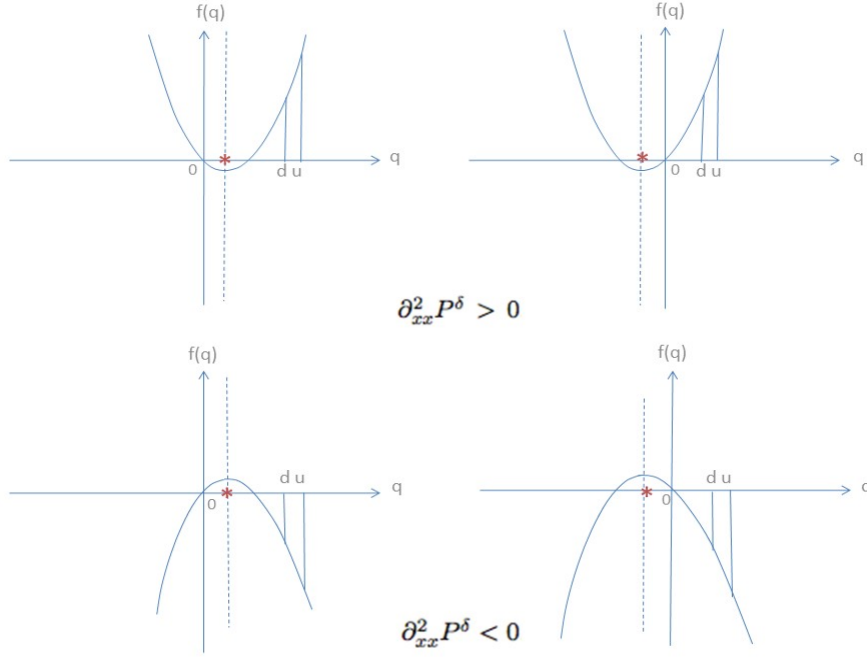 f(q) f(q)
* q * q
0 d u 0 d u
∂²ₓₓP^δ > 0
f(q) f(q)
d u d u
* q * q
0 0
∂²ₓₓP^δ < 0